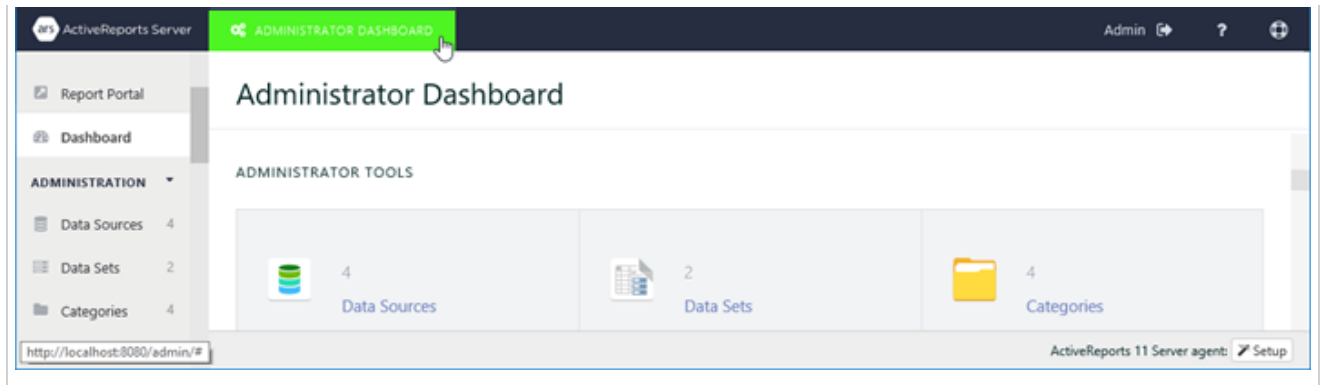 ars ActiveReports Server
ADMINISTRATOR DASHBOARD
Admin
?
Report Portal
Dashboard
ADMINISTRATION
Data Sources 4
Data Sets 2
Categories 4
http://localhost:8080/admin/#
Administrator Dashboard
ADMINISTRATOR TOOLS
4
Data Sources
2
Data Sets
4
Categories
ActiveReports 11 Server agent: Setup